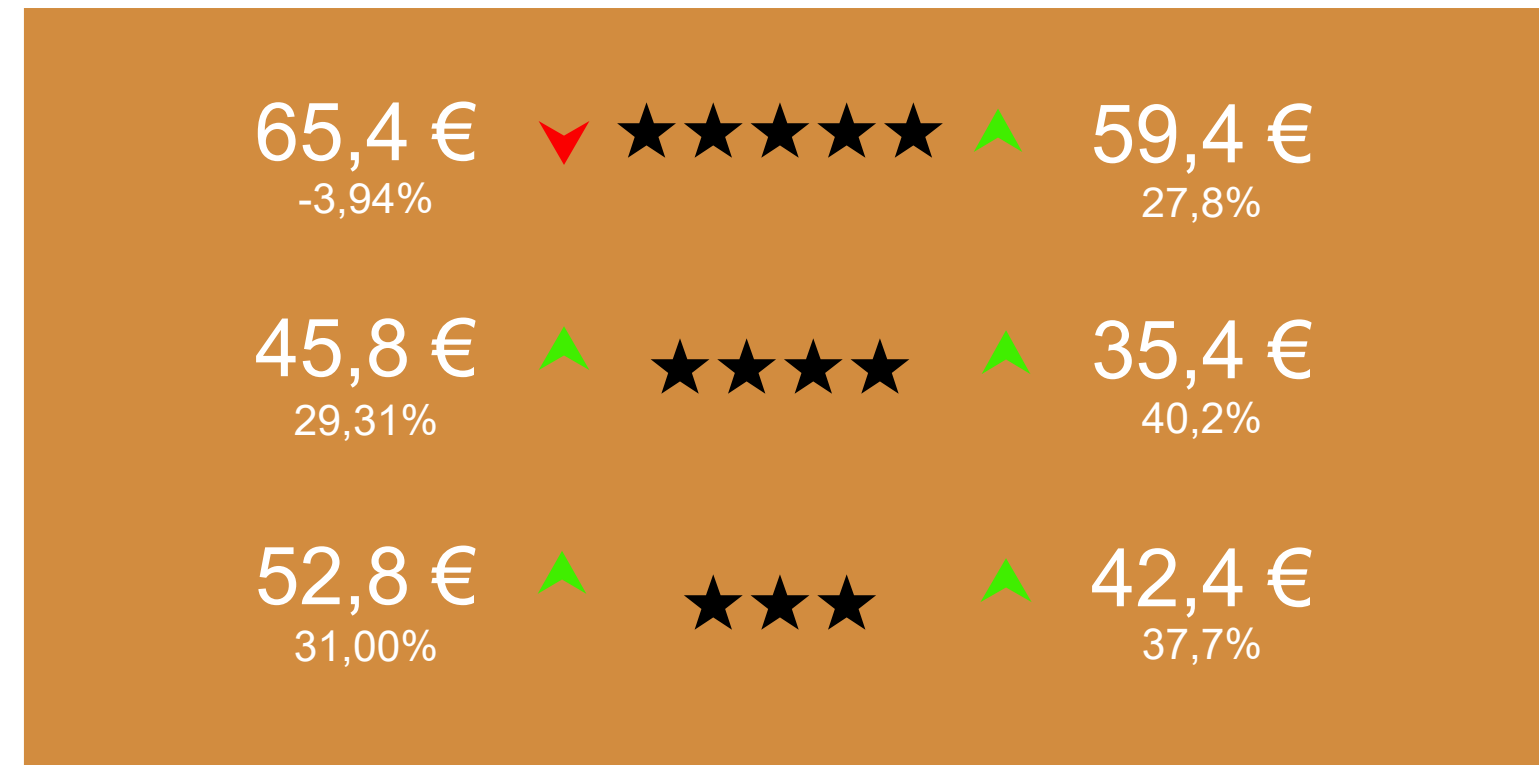 65,4 € 59,4 €
-3,94% 27,8%
45,8 € 35,4 €
29,31% 40,2%
52,8 € 42,4 €
31,00% 37,7%